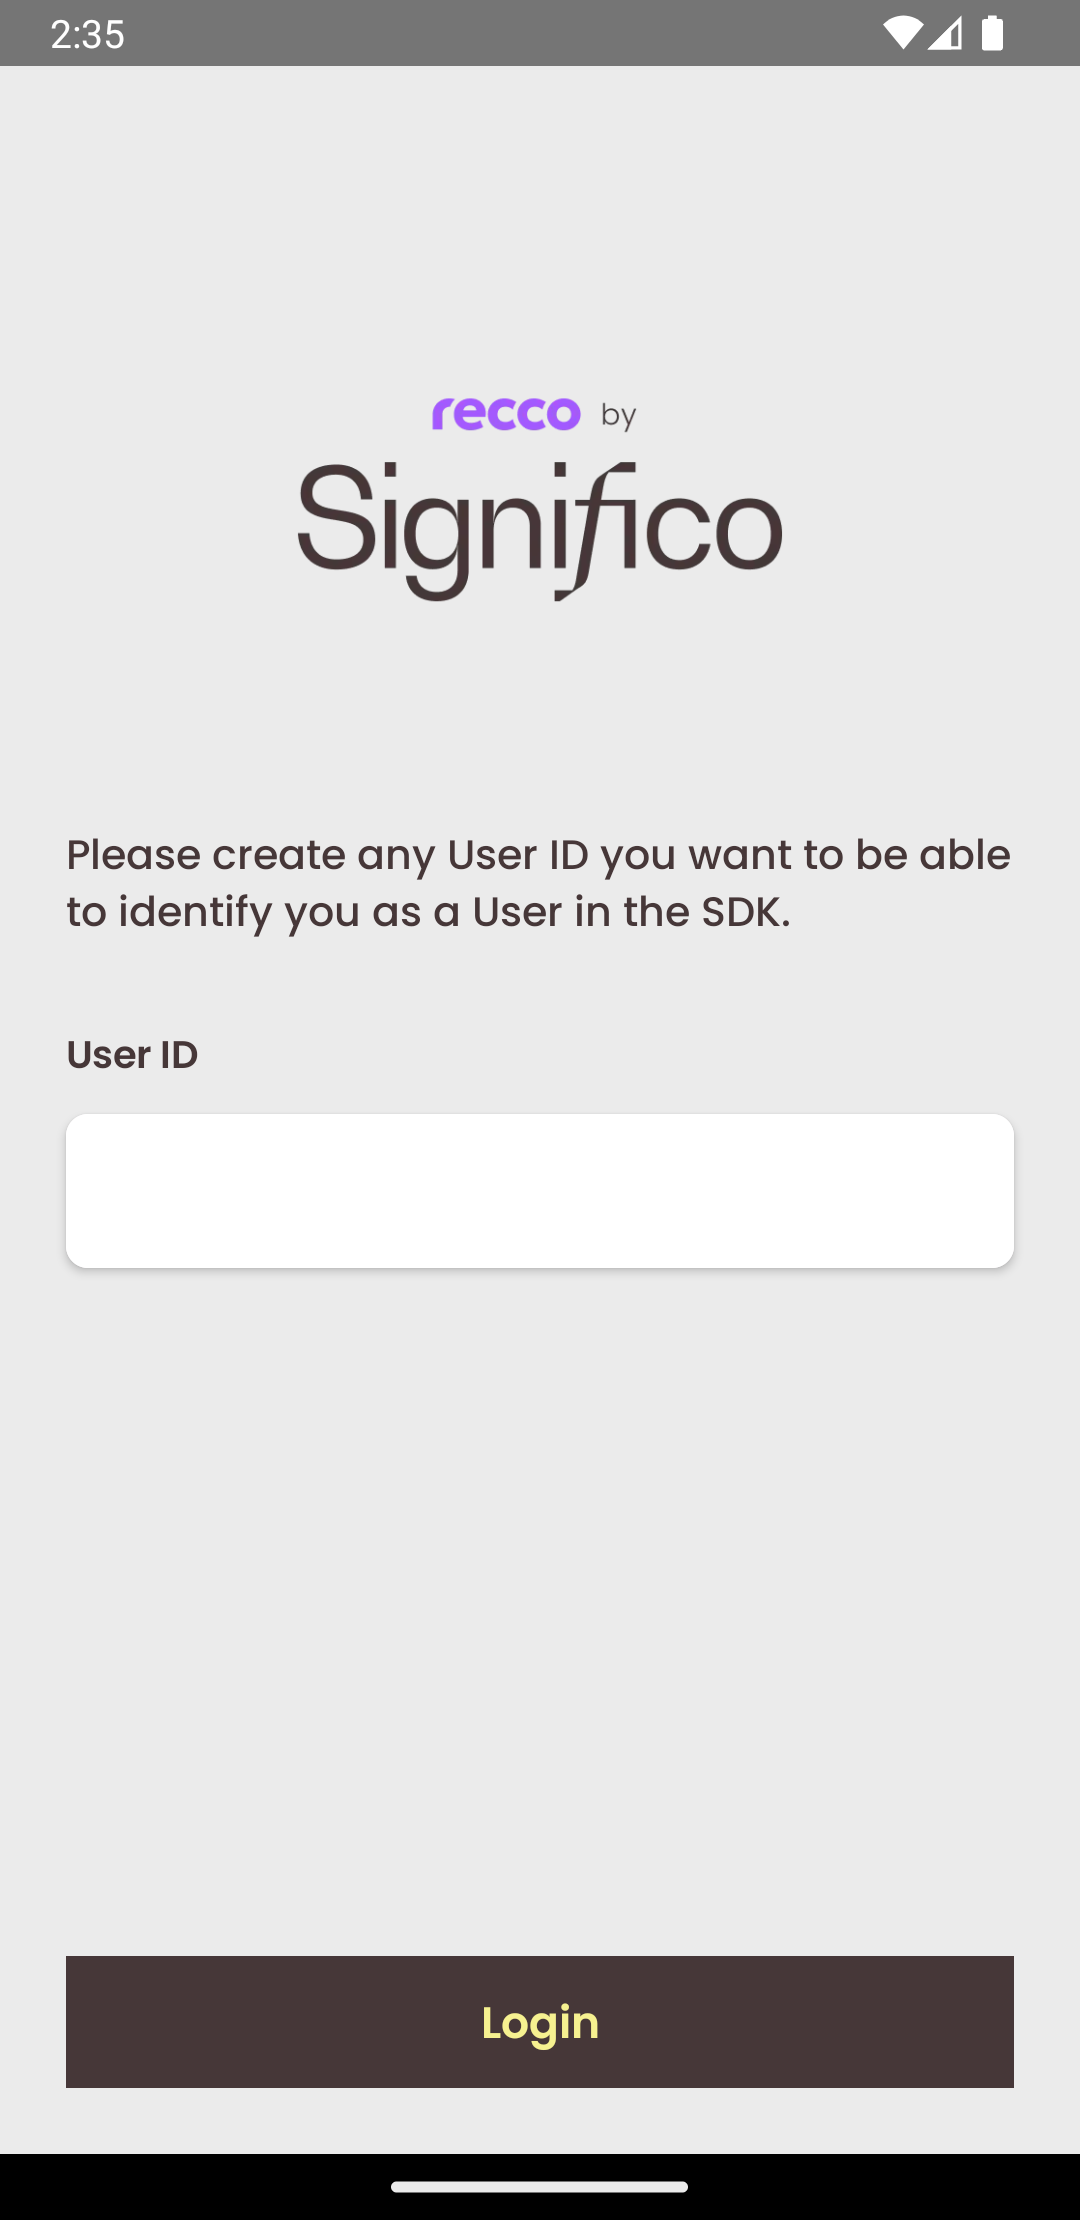 2:35
recco by
Significo
Please create any User ID you want to be able
to identify you as a User in the SDK.
User ID
Login